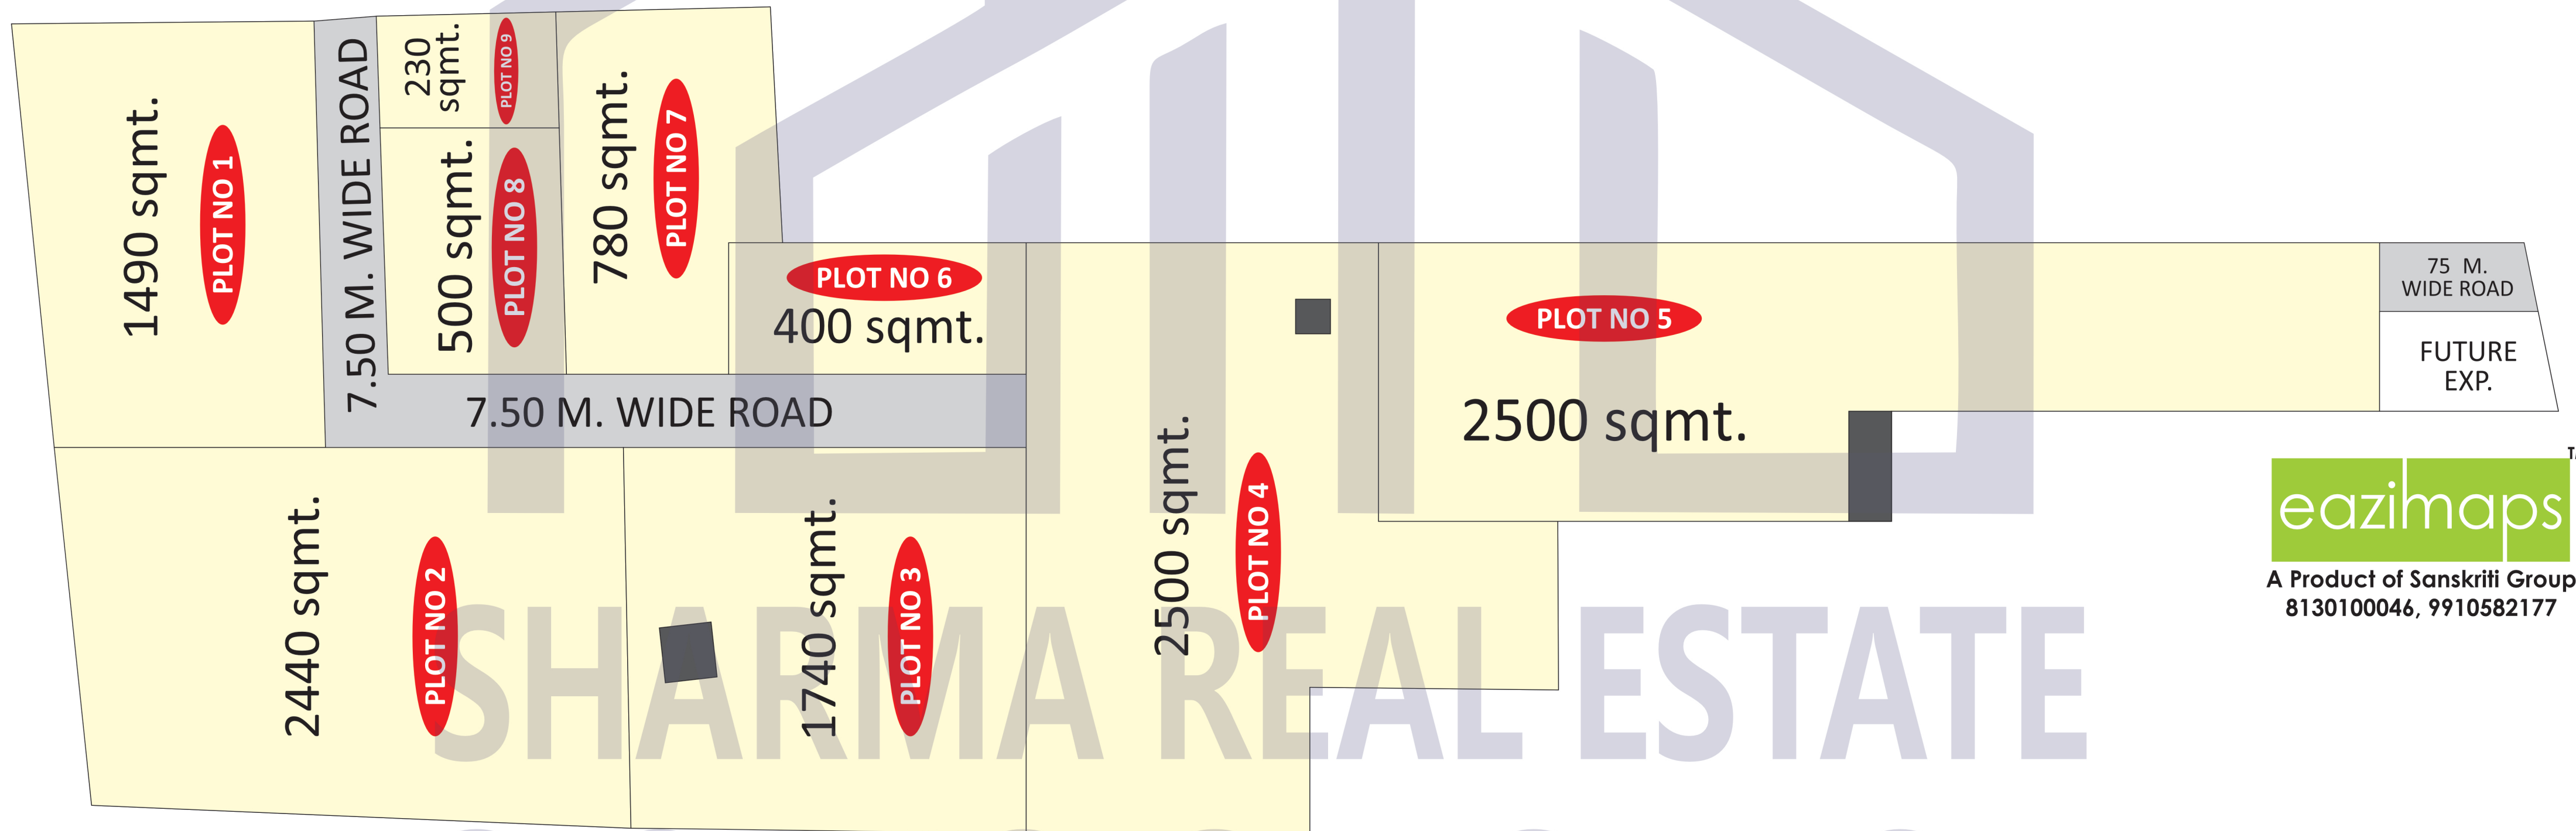 1490 sqmt.
PLOT NO 1
7.50 M. WIDE ROAD
230
sqmt.
PLOT NO 9
500 sqmt.
PLOT NO 8
780 sqmt.
PLOT NO 7
PLOT NO 6
400 sqmt.
7.50 M. WIDE ROAD
2440 sqmt.
PLOT NO 2
1740 sqmt.
PLOT NO 3
2500 sqmt.
PLOT NO 4
PLOT NO 5
2500 sqmt.
75 M.
WIDE ROAD
FUTURE
EXP.
eazimaps
A Product of Sanskriti Group
8130100046, 9910582177
SHARMA REAL ESTATE